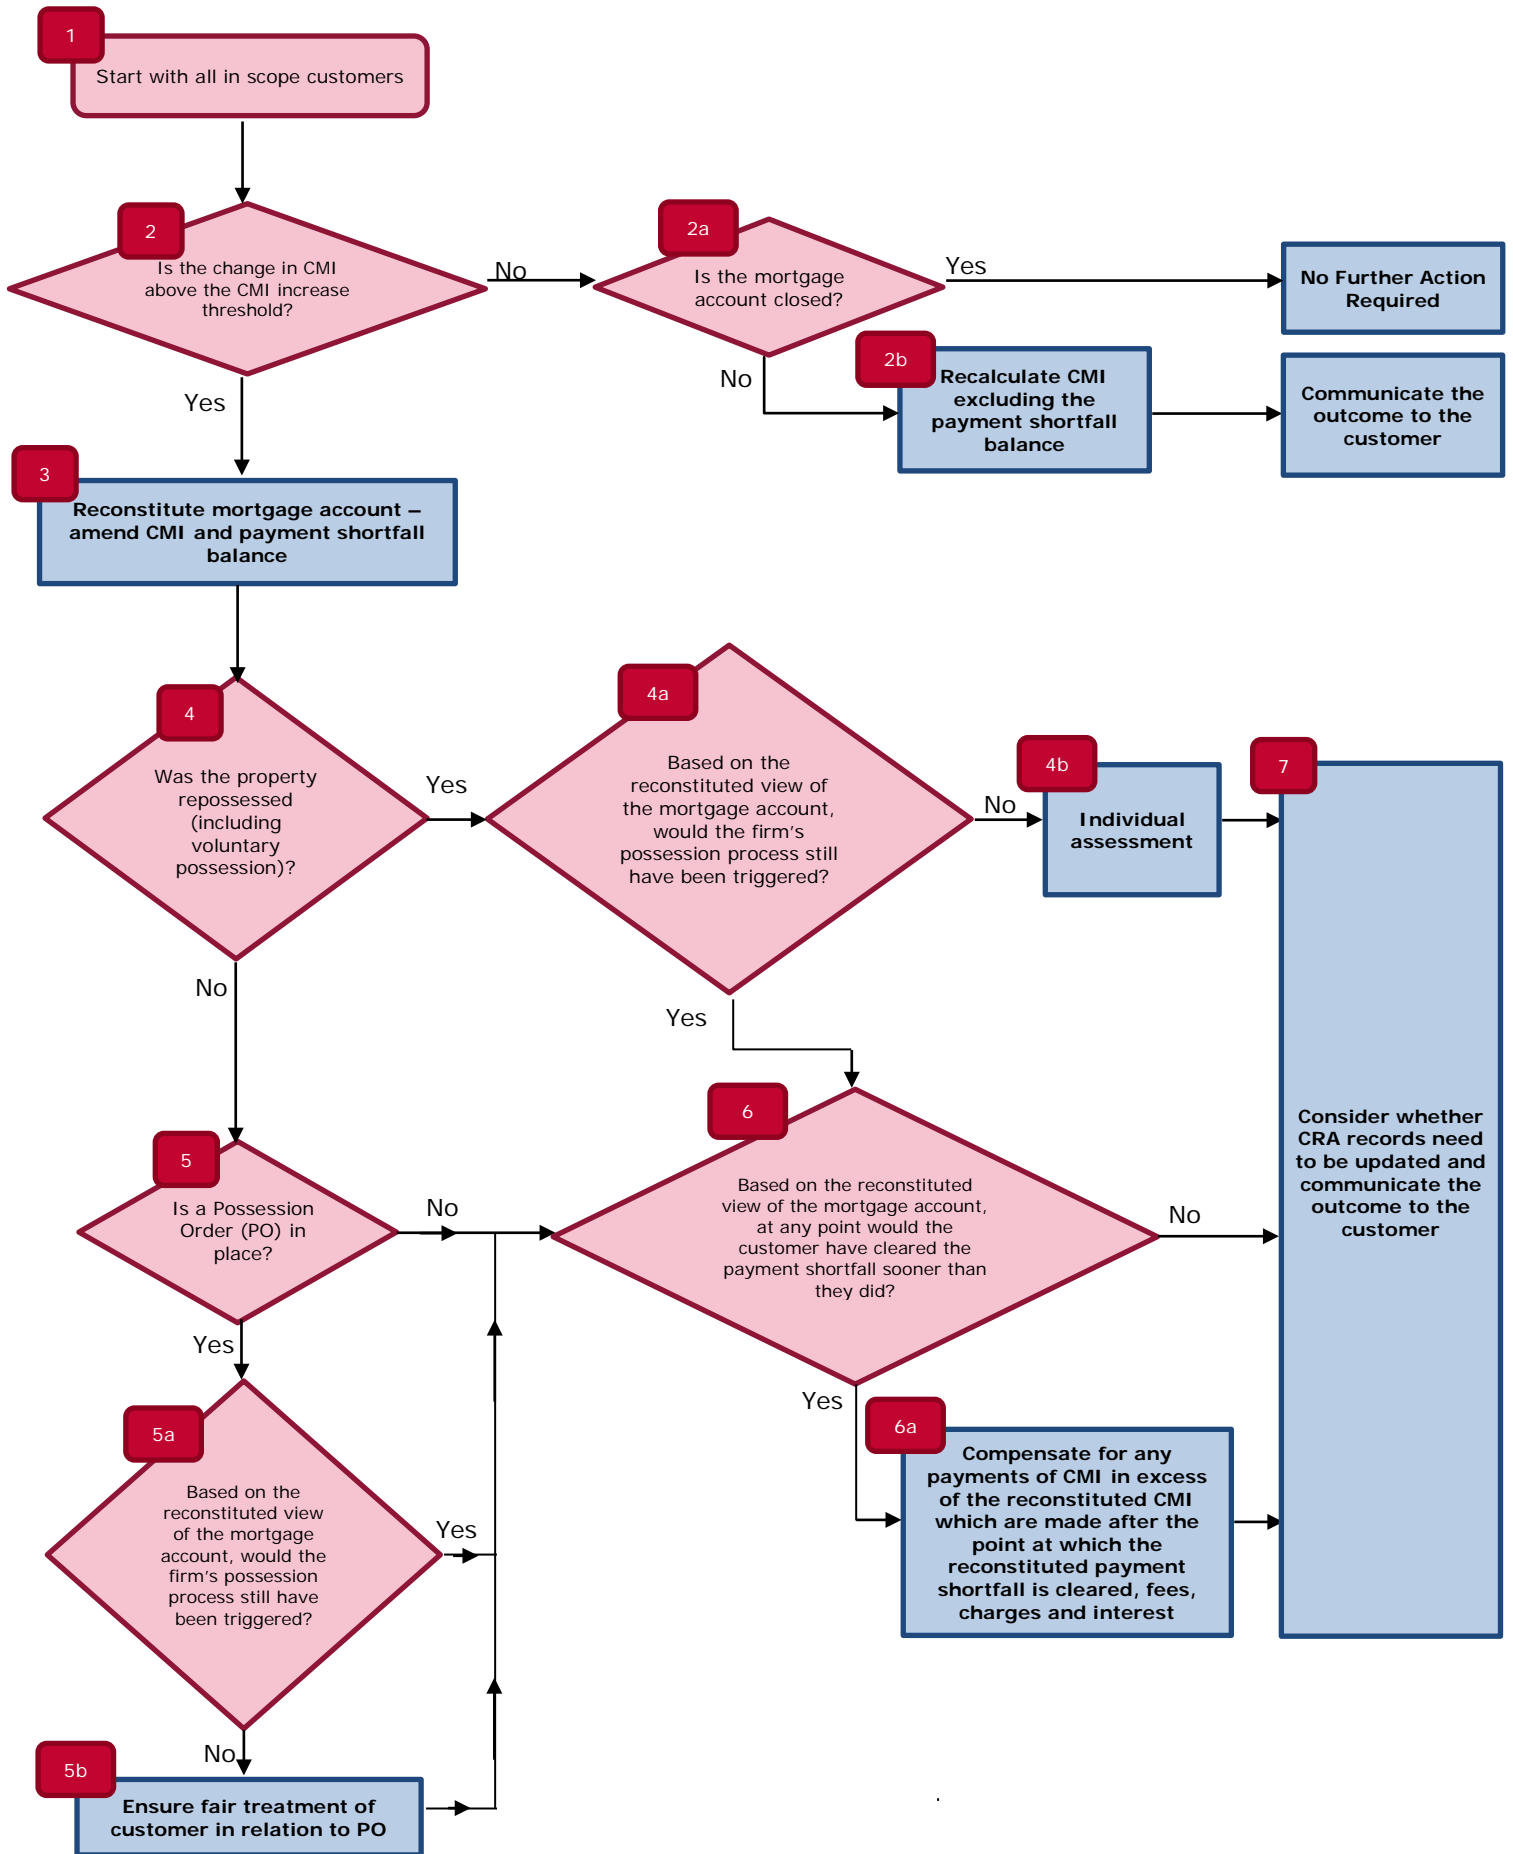 1
Start with all in scope customers
2
Is the change in CMI
above the CMI increase
threshold?
No
2a
Is the mortgage
account closed?
Yes
No Further Action
Required
No
2b
Recalculate CMI
excluding the
payment shortfall
balance
Communicate the
outcome to the
customer
Yes
3
Reconstitute mortgage account –
amend CMI and payment shortfall
balance
4
Was the property
repossessed
(including
voluntary
possession)?
Yes
4a
Based on the
reconstituted view of
the mortgage account,
would the firm's
possession process still
have been triggered?
No
4b
Individual
assessment
7
Consider whether
CRA records need
to be updated and
communicate the
outcome to the
customer
No
Yes
5
Is a Possession
Order (PO) in
place?
No
6
Based on the reconstituted
view of the mortgage account,
at any point would the
customer have cleared the
payment shortfall sooner than
they did?
No
Yes
5a
Based on the
reconstituted view
of the mortgage
account, would the
firm's possession
process still have
been triggered?
Yes
Yes
6a
Compensate for any
payments of CMI in excess
of the reconstituted CMI
which are made after the
point at which the
reconstituted payment
shortfall is cleared, fees,
charges and interest
No
5b
Ensure fair treatment of
customer in relation to PO
.